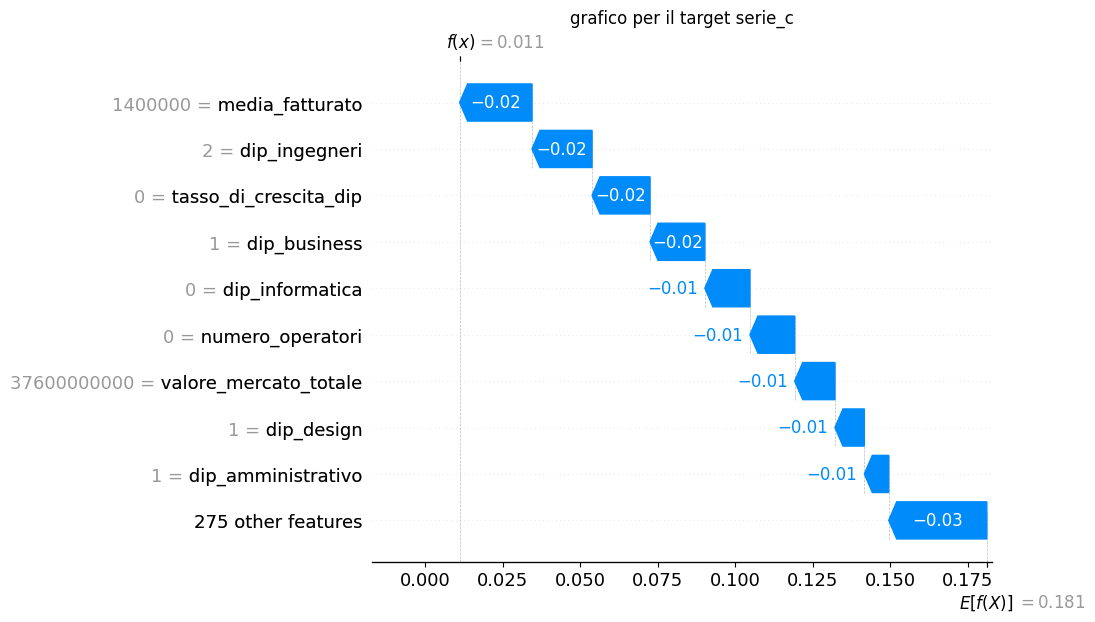 grafico per il target serie_c
f(x) = 0.011
1400000 = media_fatturato −0.02
2 = dip_ingegneri −0.02
0 = tasso_di_crescita_dip −0.02
1 = dip_business −0.02
0 = dip_informatica −0.01
0 = numero_operatori −0.01
37600000000 = valore_mercato_totale −0.01
1 = dip_design −0.01
1 = dip_amministrativo −0.01
275 other features −0.03
0.000 0.025 0.050 0.075 0.100 0.125 0.150 0.175
E[f(X)] = 0.181